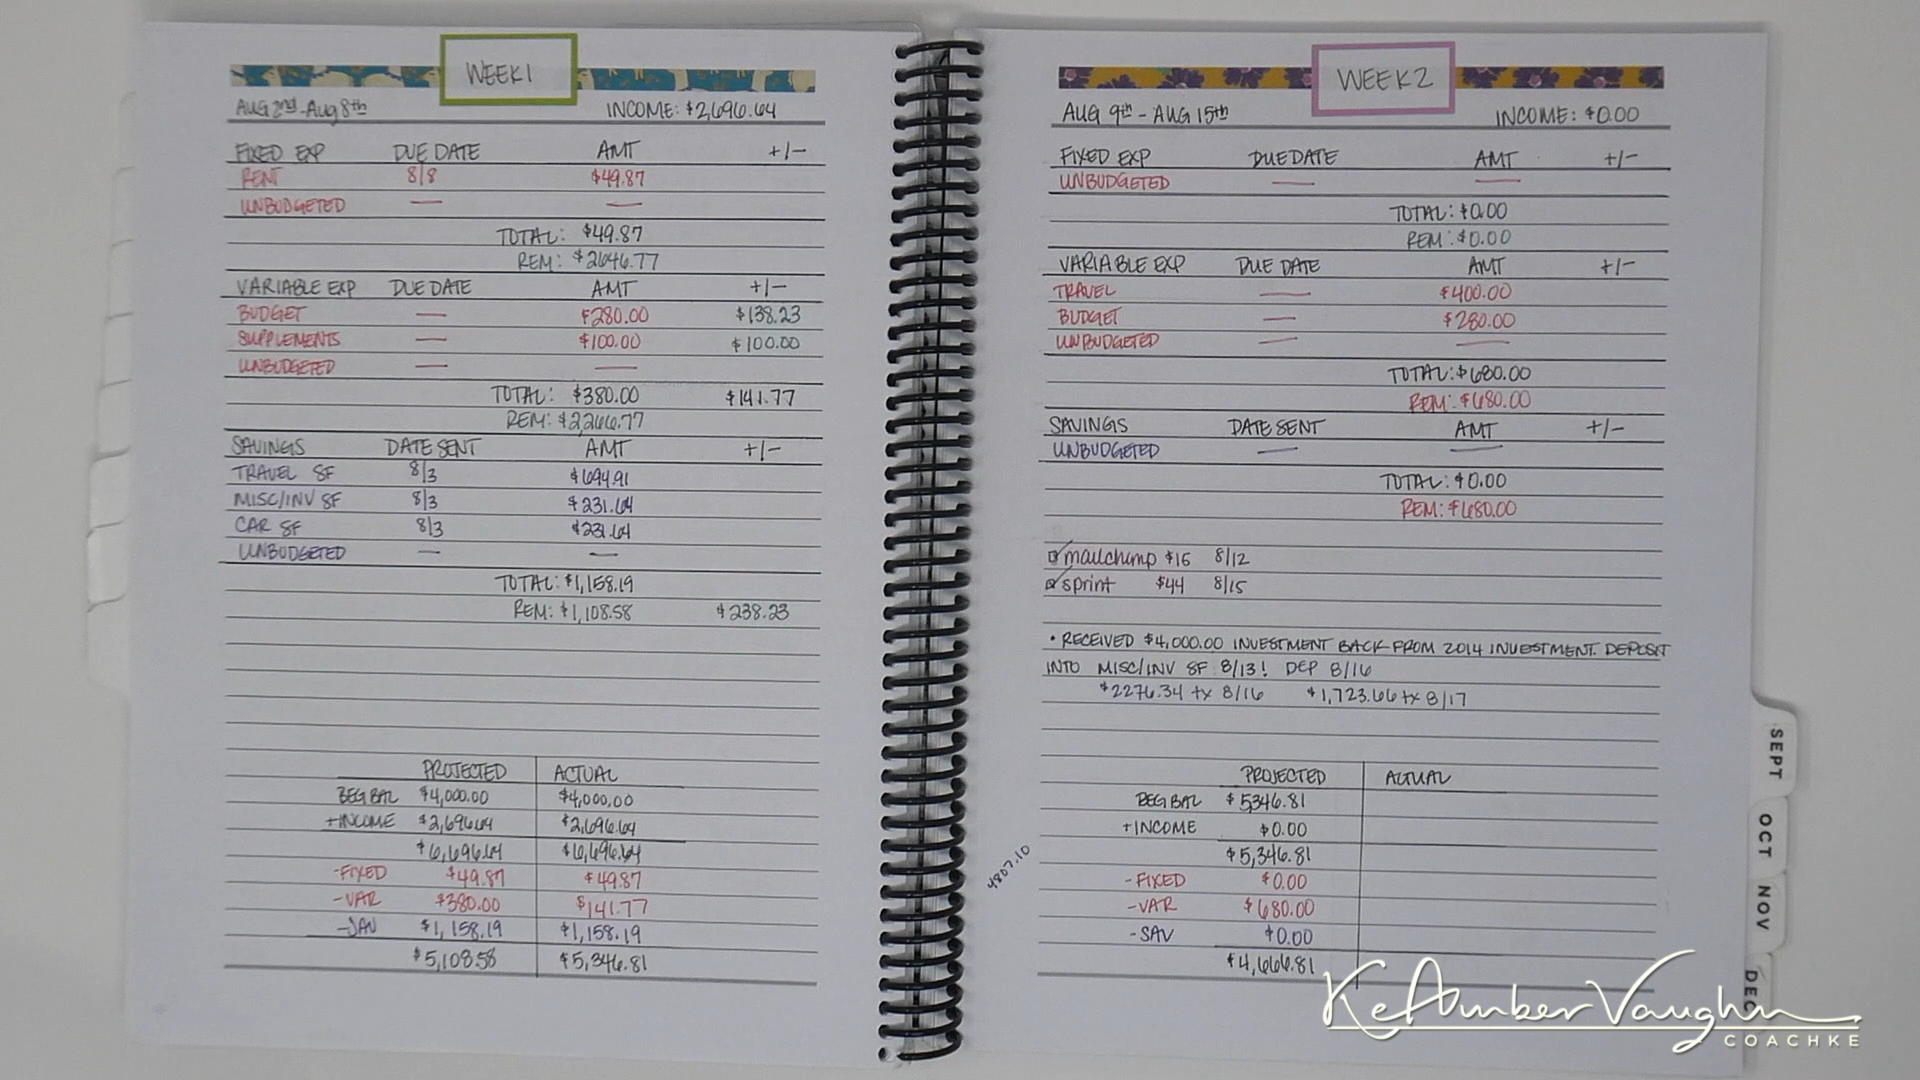 WEEK 1
AUG 2nd - Aug 8th INCOME: $2,696.64
FIXED EXP DUE DATE AMT +/-
RENT 8/8 $49.87
UNBUDGETED — —
TOTAL: $49.87
REM: $2646.77
VARIABLE EXP DUE DATE AMT +/-
BUDGET — $280.00 $138.23
SUPPLEMENTS — $100.00 $100.00
UNBUDGETED — —
TOTAL: $380.00 $141.77
REM: $2,266.77
SAVINGS DATE SENT AMT +/-
TRAVEL SF 8/3 $694.91
MISC/INV SF 8/3 $231.64
CAR SF 8/3 $231.64
UNBUDGETED — —
TOTAL: $1,158.19
REM: $1,108.58 $238.23
PROJECTED ACTUAL
BEG BAL $4,000.00 $4,000.00
+INCOME $2,696.64 $2,696.64
$6,696.64 $6,696.64
-FIXED $49.87 $49.87
-VAR $380.00 $141.77
-SAV $1,158.19 $1,158.19
$5,108.58 $5,346.81
WEEK 2
AUG 9th - AUG 15th INCOME: $0.00
FIXED EXP DUE DATE AMT +/-
UNBUDGETED — —
TOTAL: $0.00
REM: $0.00
VARIABLE EXP DUE DATE AMT +/-
TRAVEL — $400.00
BUDGET — $280.00
UNBUDGETED — —
TOTAL: $680.00
REM: $680.00
SAVINGS DATE SENT AMT +/-
UNBUDGETED — —
TOTAL: $0.00
REM: $680.00
mailchimp $15 8/12
sprint $44 8/15
• RECEIVED $4,000.00 INVESTMENT BACK FROM 2014 INVESTMENT. DEPOSIT
INTO MISC/INV SF 8/13! DEP 8/16
$2276.34 tx 8/16 $1,723.66 tx 8/17
PROJECTED ACTUAL
BEG BAL $5346.81
+INCOME $0.00
$5,346.81
-FIXED $0.00
-VAR $680.00
-SAV $0.00
$4,666.81
4807.10
SEPT
OCT
NOV
DEC
KeAmber Vaughn
COACHKE